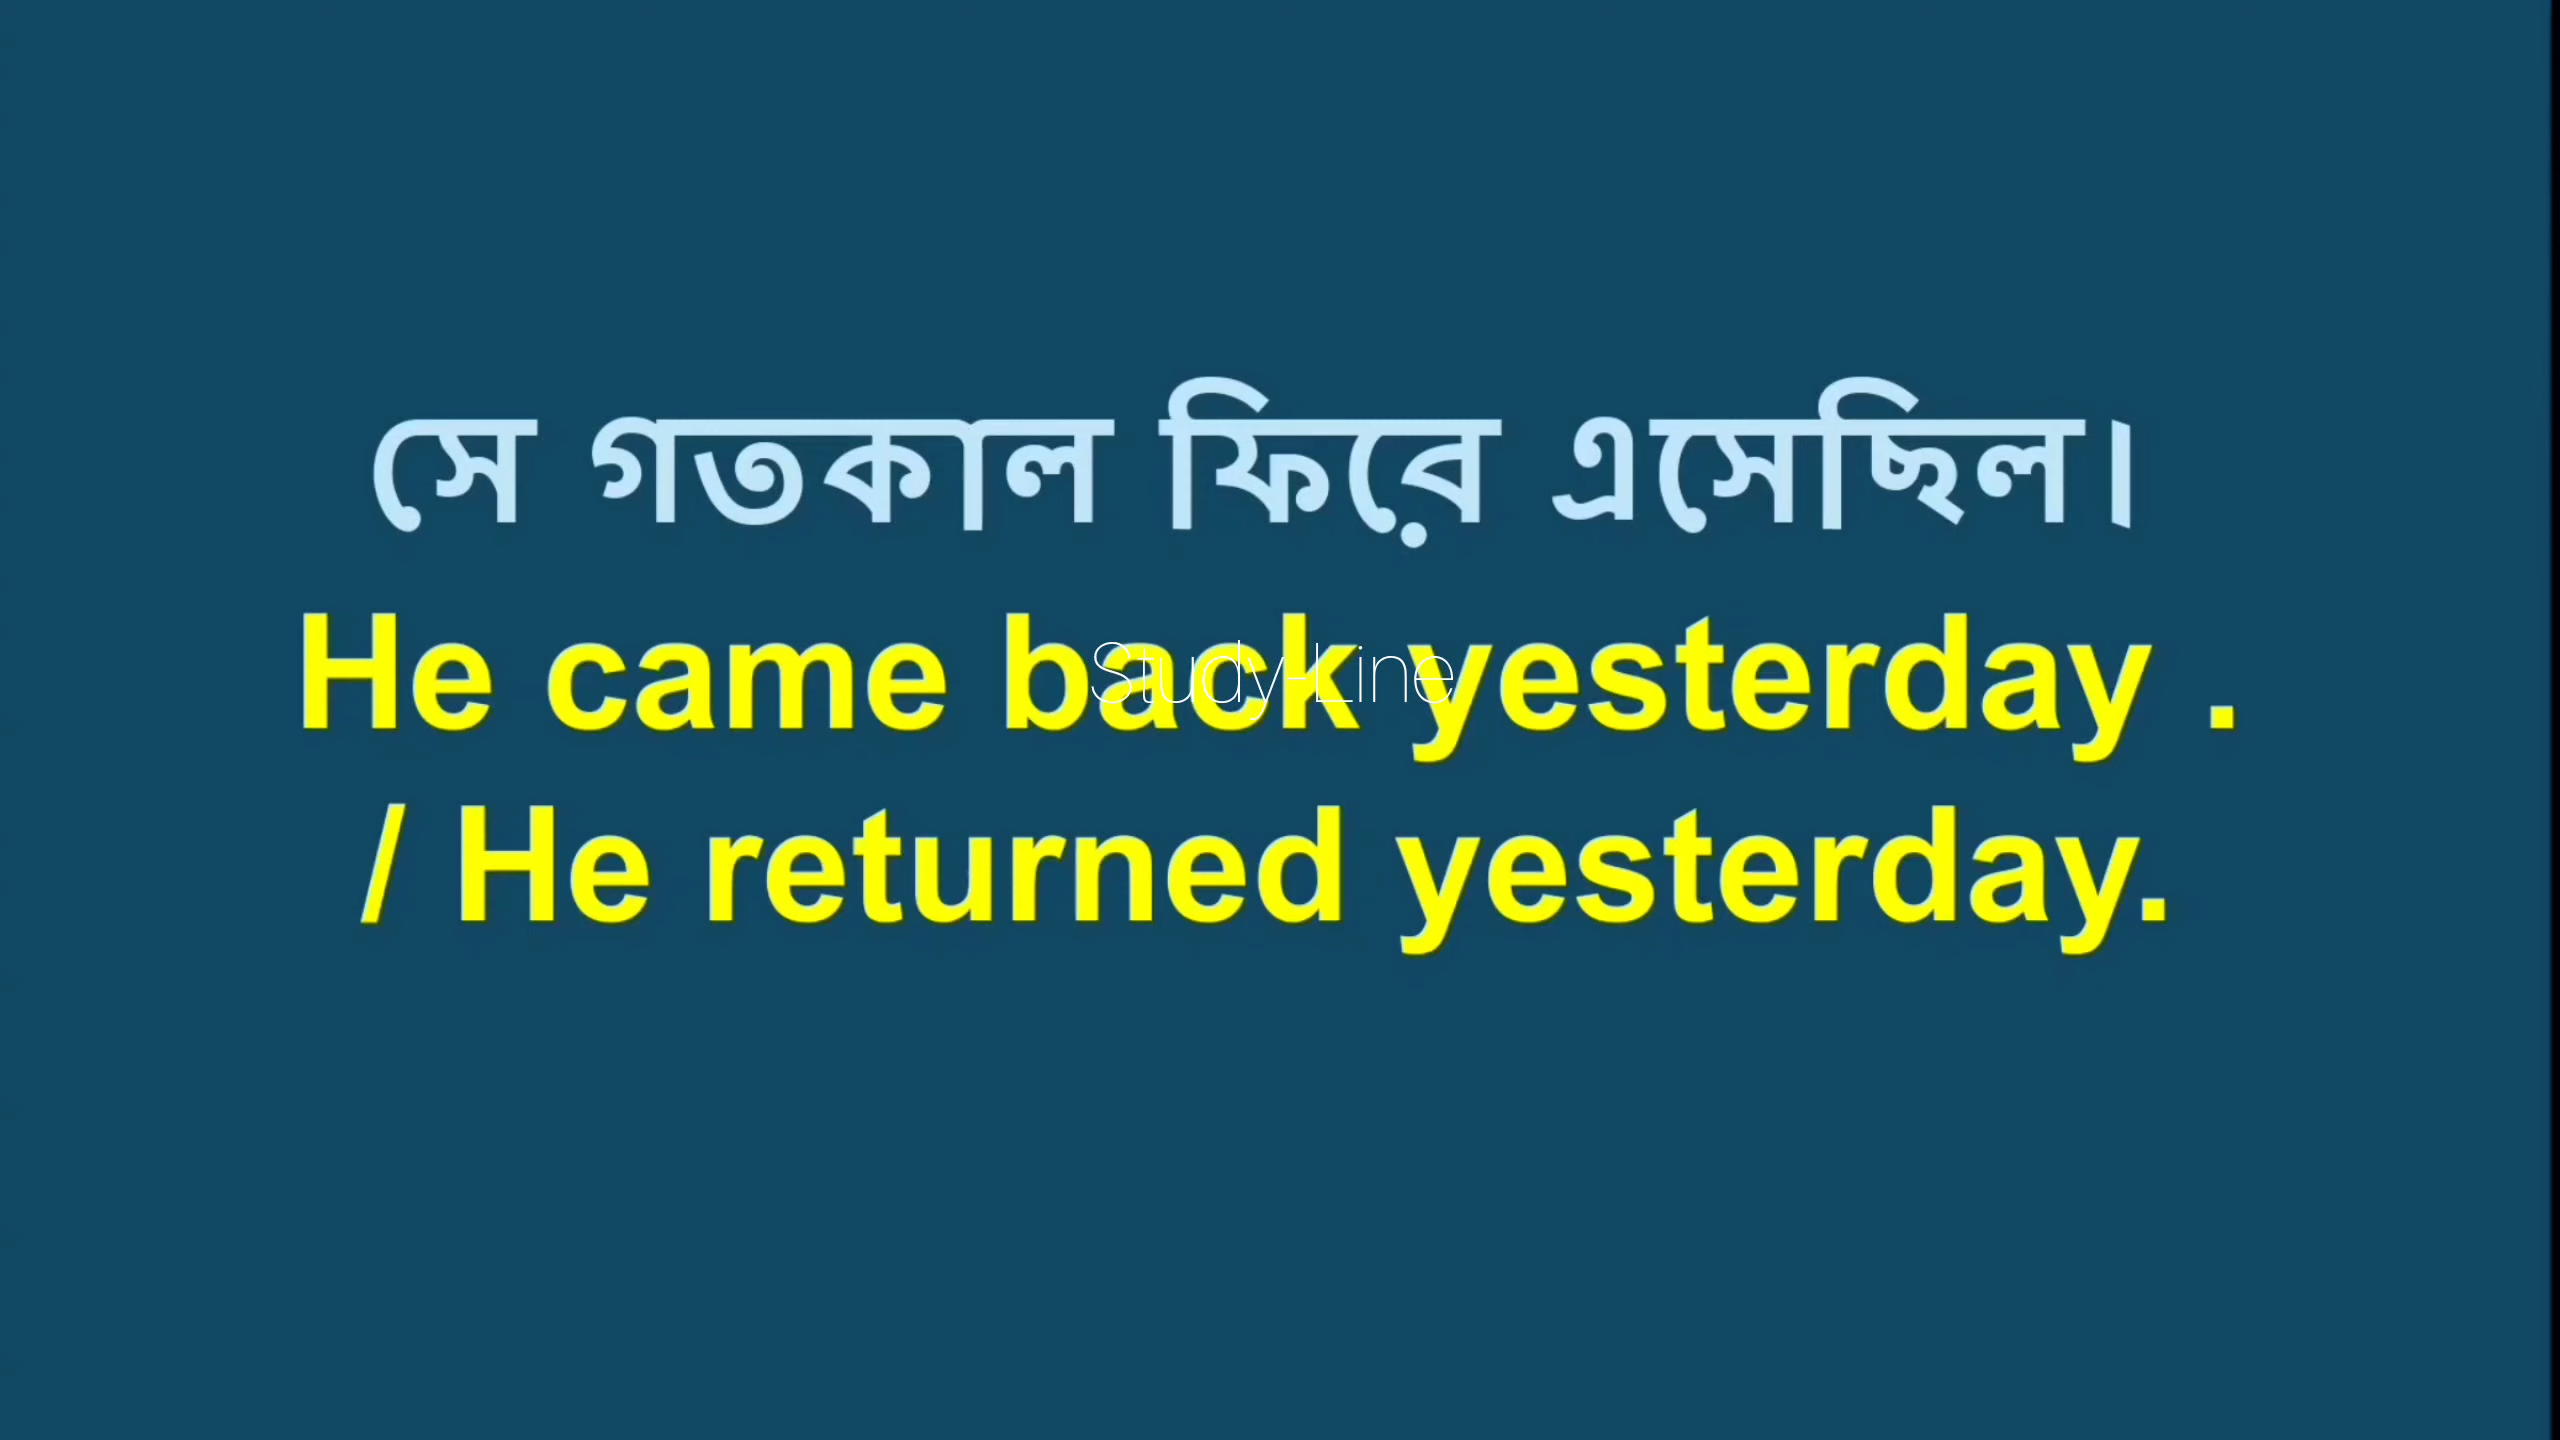 সে গতকাল ফিরে এসেছিল।
He came back yesterday .
Study-Line
/ He returned yesterday.